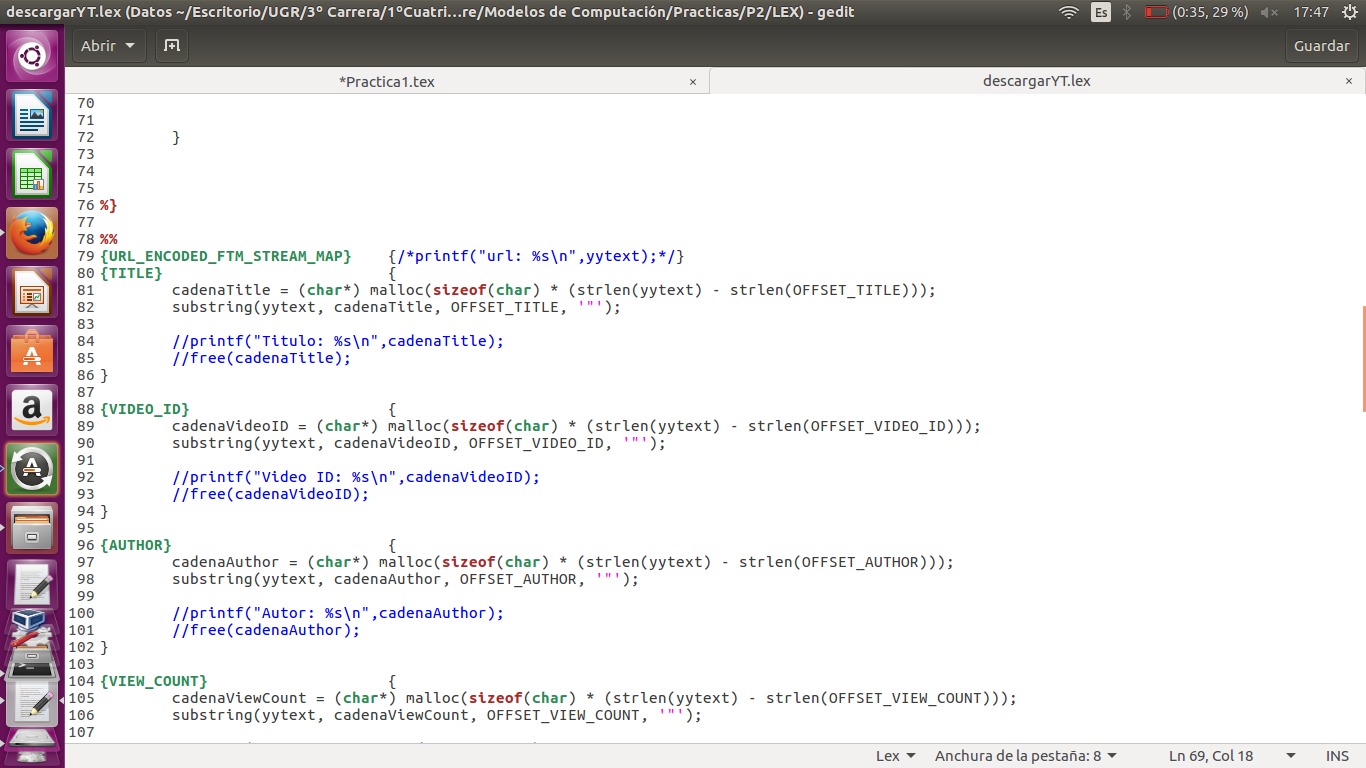 descargarYT.lex (Datos ~/Escritorio/UGR/3º Carrera/1ºCuatri...re/Modelos de Computación/Practicas/P2/LEX) - gedit Es (0:35, 29 %) 17:47
Abrir Guardar
*Practica1.tex × descargarYT.lex ×
70
71
72         }
73
74
75
76 %}
77
78 %%
79 {URL_ENCODED_FTM_STREAM_MAP}    {/*printf("url: %s\n",yytext);*/}
80 {TITLE}                         {
81         cadenaTitle = (char*) malloc(sizeof(char) * (strlen(yytext) - strlen(OFFSET_TITLE)));
82         substring(yytext, cadenaTitle, OFFSET_TITLE, '"');
83
84         //printf("Titulo: %s\n",cadenaTitle);
85         //free(cadenaTitle);
86 }
87
88 {VIDEO_ID}                      {
89         cadenaVideoID = (char*) malloc(sizeof(char) * (strlen(yytext) - strlen(OFFSET_VIDEO_ID)));
90         substring(yytext, cadenaVideoID, OFFSET_VIDEO_ID, '"');
91
92         //printf("Video ID: %s\n",cadenaVideoID);
93         //free(cadenaVideoID);
94 }
95
96 {AUTHOR}                        {
97         cadenaAuthor = (char*) malloc(sizeof(char) * (strlen(yytext) - strlen(OFFSET_AUTHOR)));
98         substring(yytext, cadenaAuthor, OFFSET_AUTHOR, '"');
99
100         //printf("Autor: %s\n",cadenaAuthor);
101         //free(cadenaAuthor);
102 }
103
104 {VIEW_COUNT}                    {
105         cadenaViewCount = (char*) malloc(sizeof(char) * (strlen(yytext) - strlen(OFFSET_VIEW_COUNT)));
106         substring(yytext, cadenaViewCount, OFFSET_VIEW_COUNT, '"');
107
Lex Anchura de la pestaña: 8 Ln 69, Col 18 INS